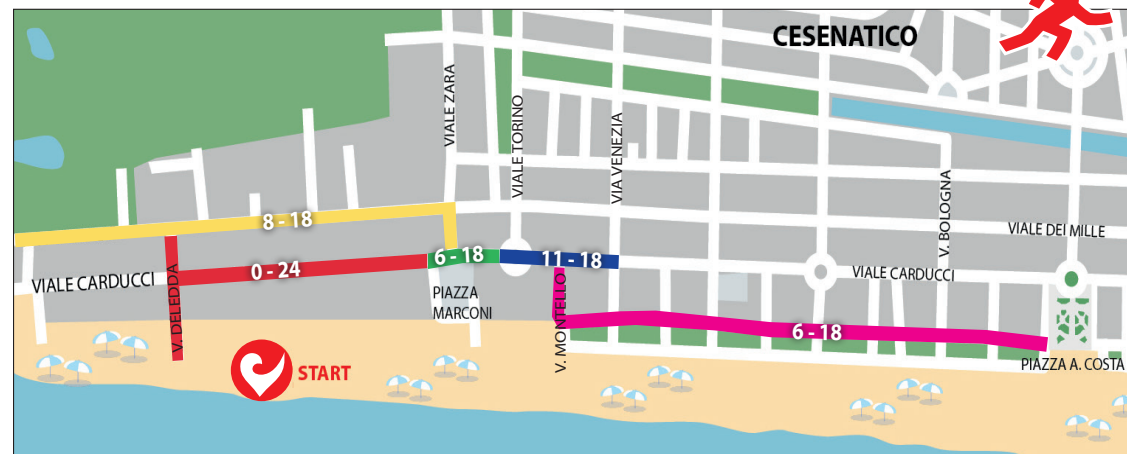 CESENATICO
VIALE ZARA
VIALE TORINO
VIA VENEZIA
V. BOLOGNA
8 - 18
VIALE DEI MILLE
6 - 18
11 - 18
0 - 24
VIALE CARDUCCI
VIALE CARDUCCI
V. DELEDDA
PIAZZA
MARCONI
V. MONTELLO
6 - 18
PIAZZA A. COSTA
START